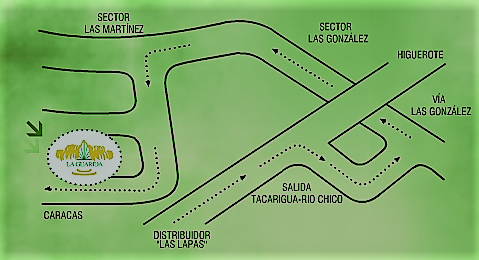 SECTOR
LAS MARTÍNEZ
SECTOR
LAS GONZÁLEZ
HIGUEROTE
VÍA
LAS GONZÁLEZ
LA GUAREIA
SALIDA
TACARIGUA-RIO CHICO
CARACAS
DISTRIBUIDOR
"LAS LAPAS"